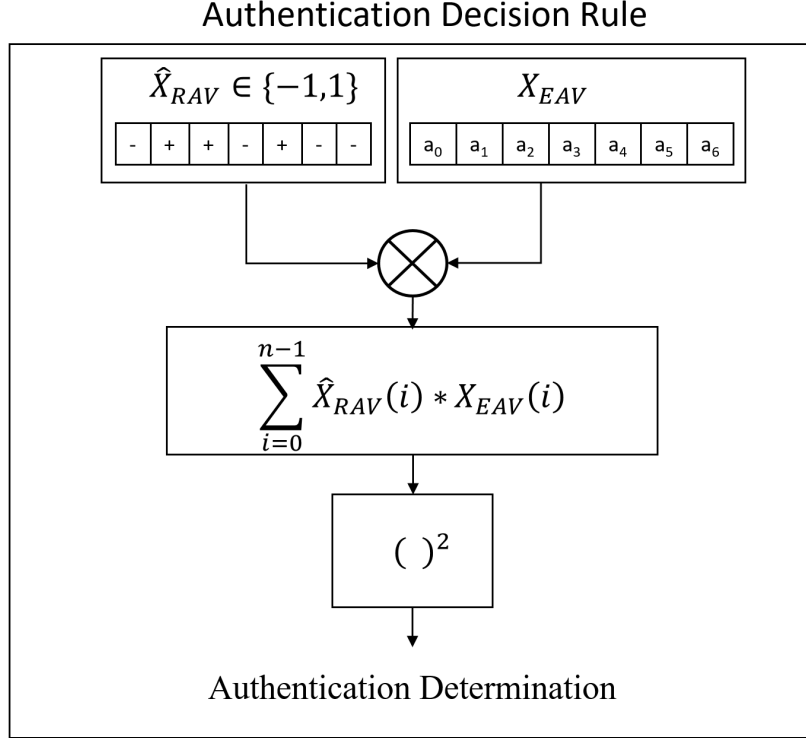 Authentication Decision Rule
X̂_RAV ∈ {−1,1}
X_EAV
- + + - + - -
a₀ a₁ a₂ a₃ a₄ a₅ a₆
n−1
∑ X̂_RAV(i) ∗ X_EAV(i)
i=0
( )²
Authentication Determination